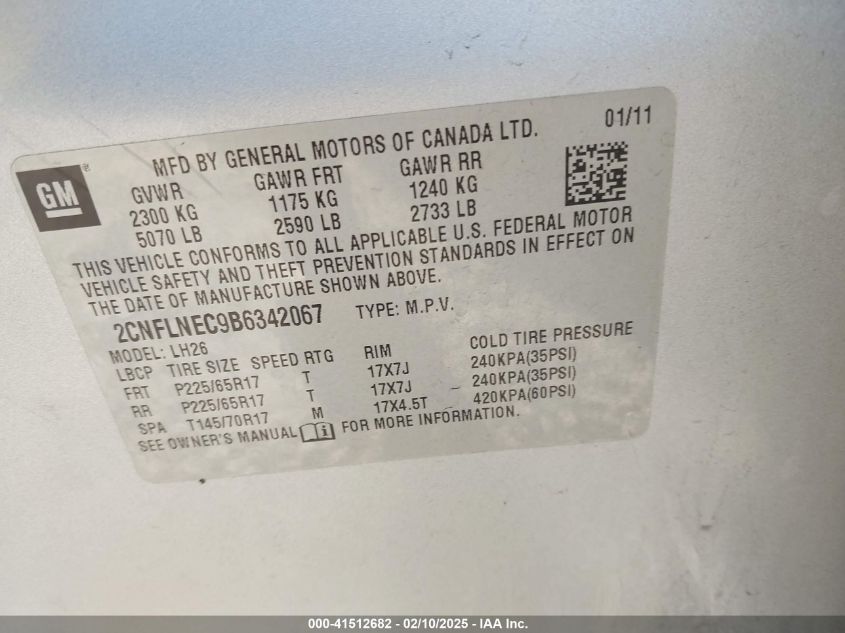 01/11
GM ®
MFD BY GENERAL MOTORS OF CANADA LTD.
GVWR GAWR FRT GAWR RR
2300 KG 1175 KG 1240 KG
5070 LB 2590 LB 2733 LB
THIS VEHICLE CONFORMS TO ALL APPLICABLE U.S. FEDERAL MOTOR
VEHICLE SAFETY AND THEFT PREVENTION STANDARDS IN EFFECT ON
THE DATE OF MANUFACTURE SHOWN ABOVE.
2CNFLNEC9B6342067 TYPE: M.P.V.
MODEL: LH26
LBCP TIRE SIZE SPEED RTG RIM COLD TIRE PRESSURE
FRT P225/65R17 T 17X7J 240KPA(35PSI)
RR P225/65R17 T 17X7J – 240KPA(35PSI)
SPA T145/70R17 M 17X4.5T – 420KPA(60PSI)
SEE OWNER'S MANUAL FOR MORE INFORMATION.
000-41512682 - 02/10/2025 - IAA Inc.